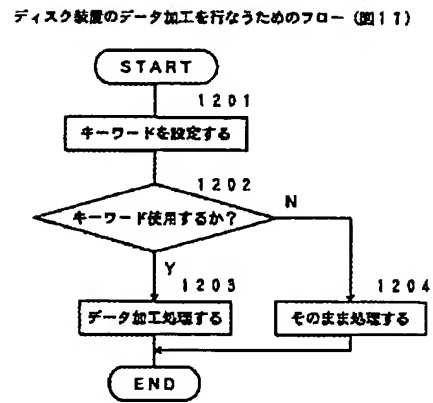 ディスク装置のデータ加工を行なうためのフロー (図17)
START
1201
キーワードを設定する
1202
キーワード使用するか?
N
Y
1203
1204
データ加工処理する
そのまま処理する
END